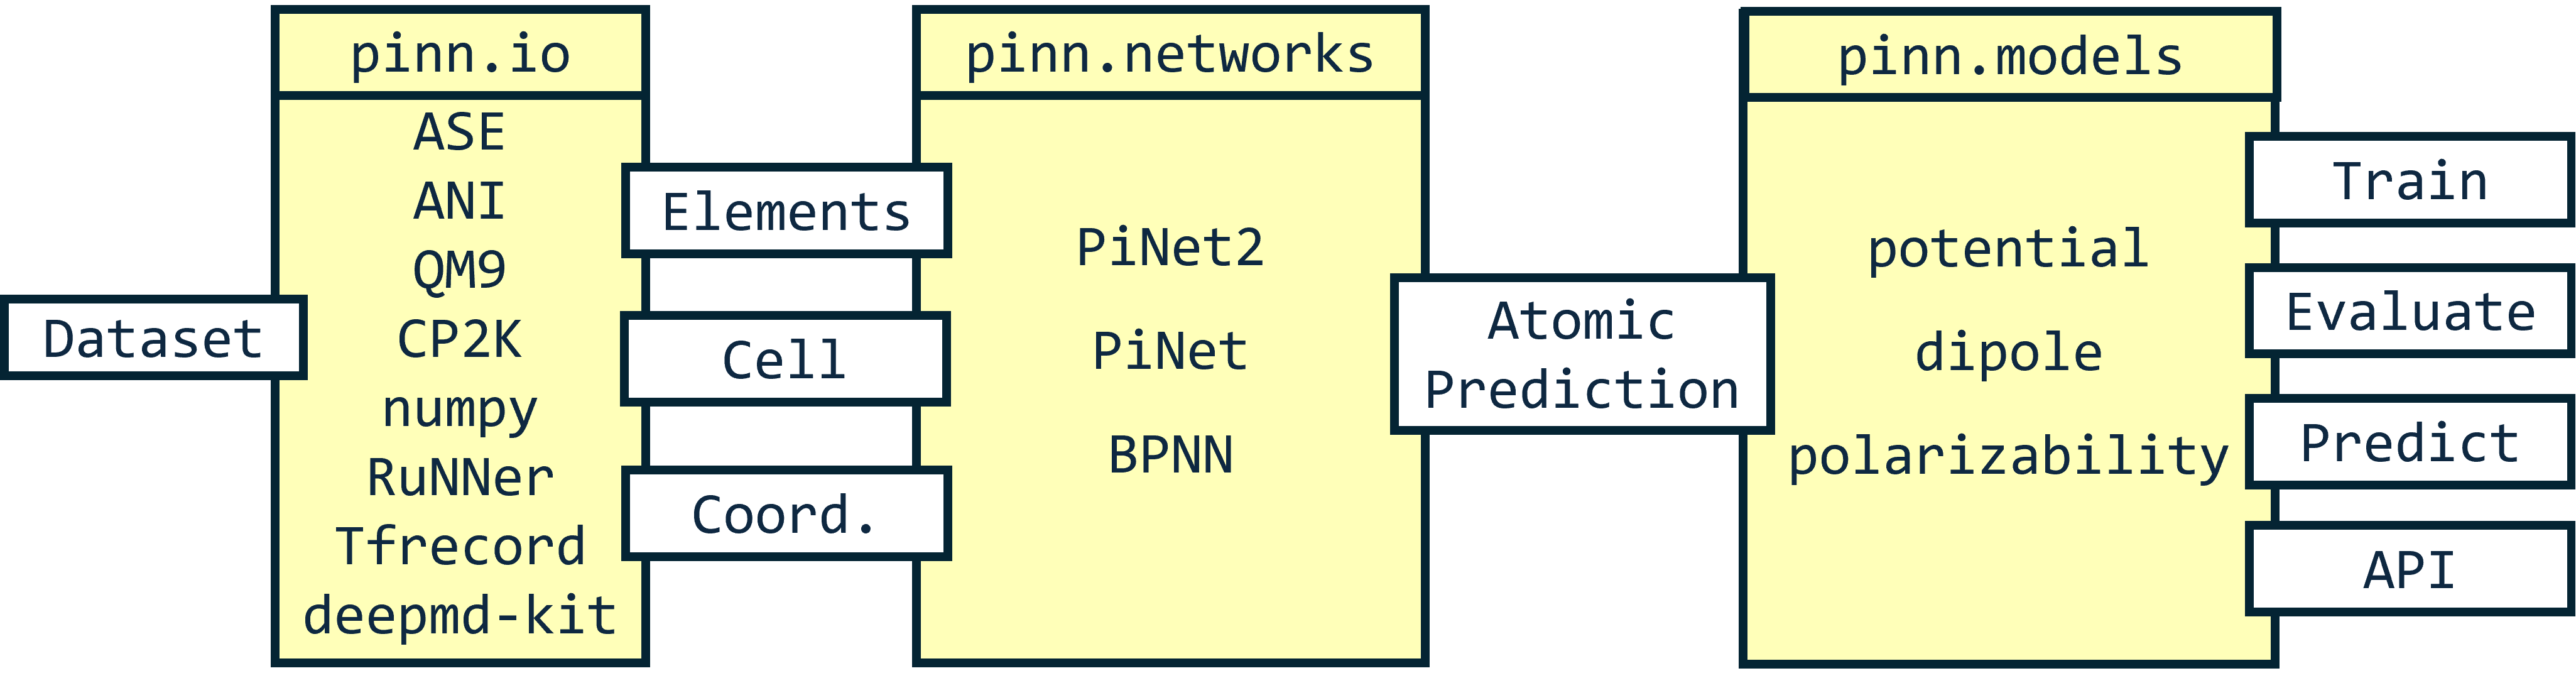 Dataset
pinn.io
ASE
ANI
QM9
CP2K
numpy
RuNNer
Tfrecord
deepmd-kit
Elements
Cell
Coord.
pinn.networks
PiNet2
PiNet
BPNN
Atomic
Prediction
pinn.models
potential
dipole
polarizability
Train
Evaluate
Predict
API